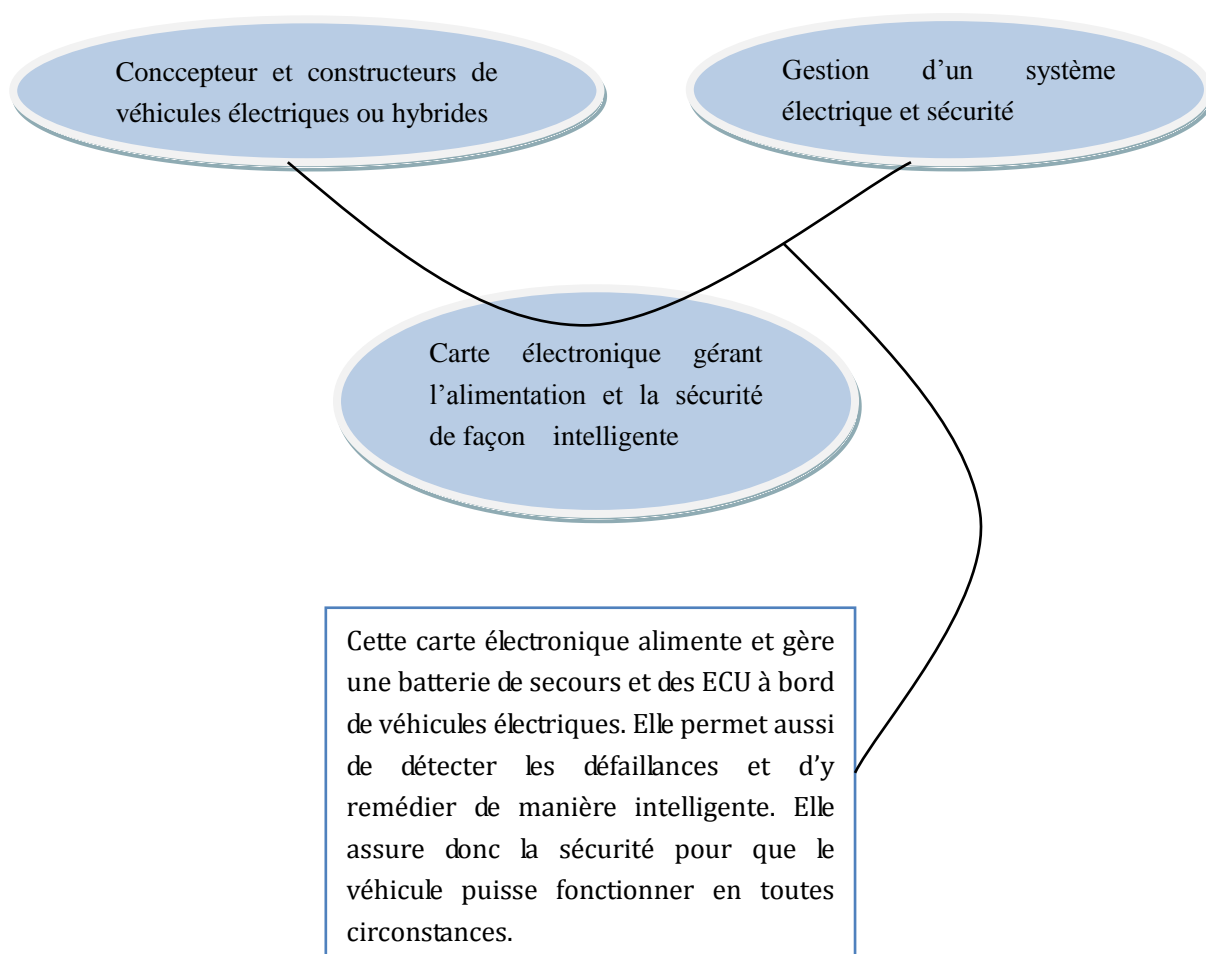 Conccepteur et constructeurs de
véhicules électriques ou hybrides
Gestion d’un système
électrique et sécurité
Carte électronique gérant
l’alimentation et la sécurité
de façon intelligente
Cette carte électronique alimente et gère
une batterie de secours et des ECU à bord
de véhicules électriques. Elle permet aussi
de détecter les défaillances et d’y
remédier de manière intelligente. Elle
assure donc la sécurité pour que le
véhicule puisse fonctionner en toutes
circonstances.